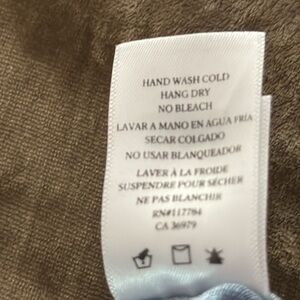 HAND WASH COLD
HANG DRY
NO BLEACH
LAVAR A MANO EN AGUA FRIA
SECAR COLGADO
NO USAR BLANQUEADOR
LAVER À LA FROIDE
SUSPENDRE POUR SÉCHER
NE PAS BLANCHIR
RN#117784
CA 36979